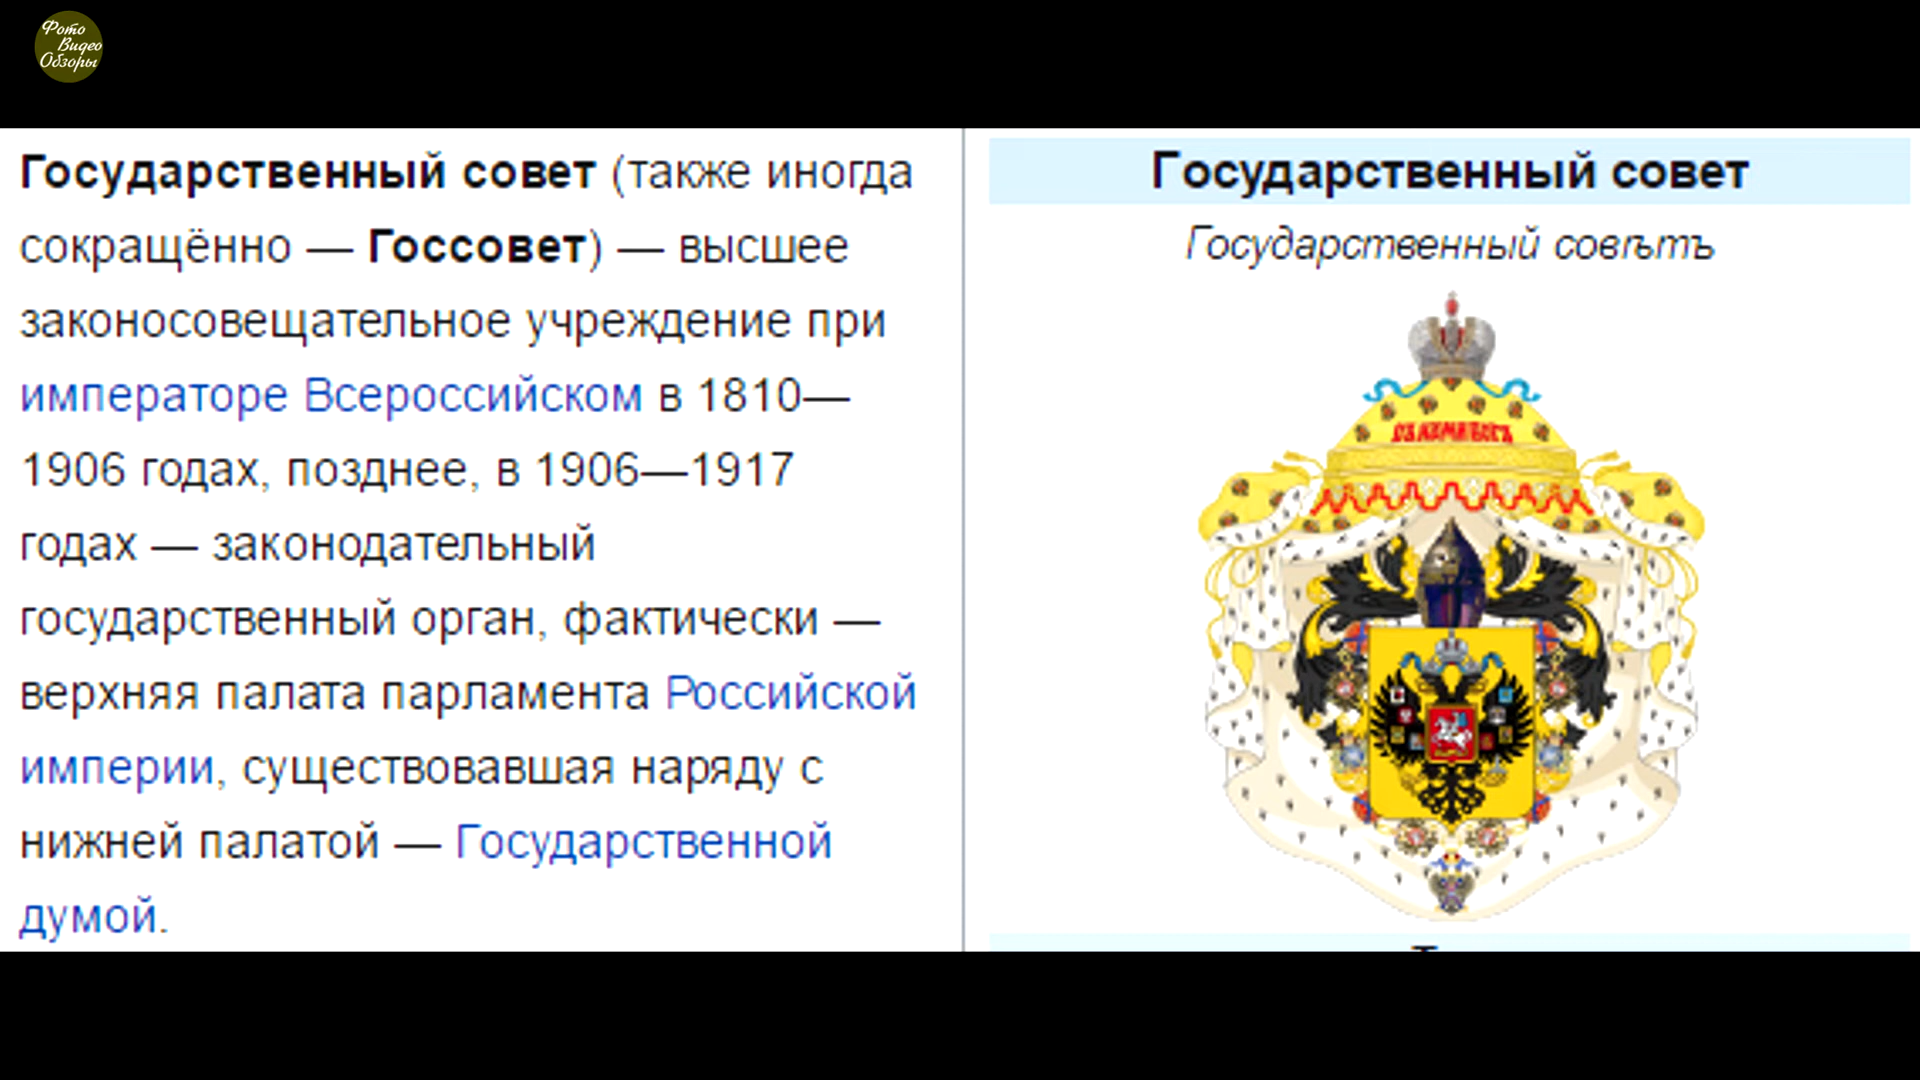 Фото
Видео
Обзоры
Государственный совет (также иногда
сокращённо — Госсовет) — высшее
законосовещательное учреждение при
императоре Всероссийском в 1810—
1906 годах, позднее, в 1906—1917
годах — законодательный
государственный орган, фактически —
верхняя палата парламента Российской
империи, существовавшая наряду с
нижней палатой — Государственной
думой.
Государственный совет
Государственный совѣтъ